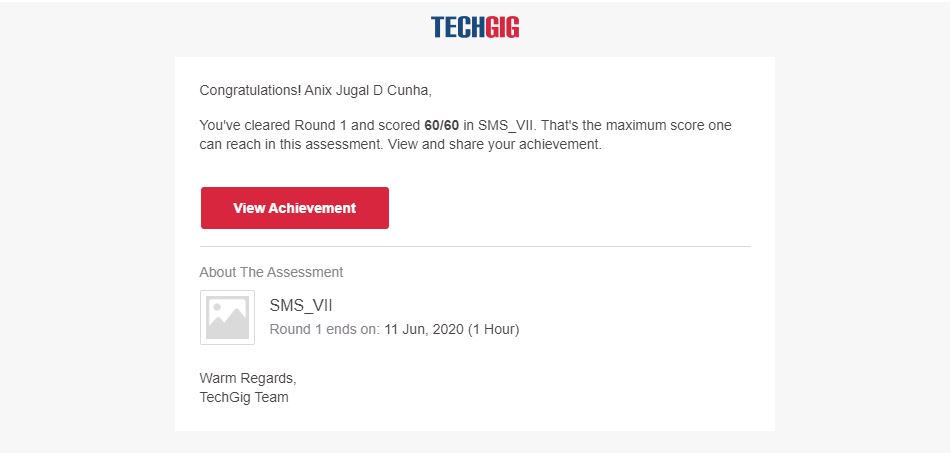 TECHGIG
Congratulations! Anix Jugal D Cunha,
You've cleared Round 1 and scored 60/60 in SMS_VII. That's the maximum score one
can reach in this assessment. View and share your achievement.
View Achievement
About The Assessment
SMS_VII
Round 1 ends on: 11 Jun, 2020 (1 Hour)
Warm Regards,
TechGig Team